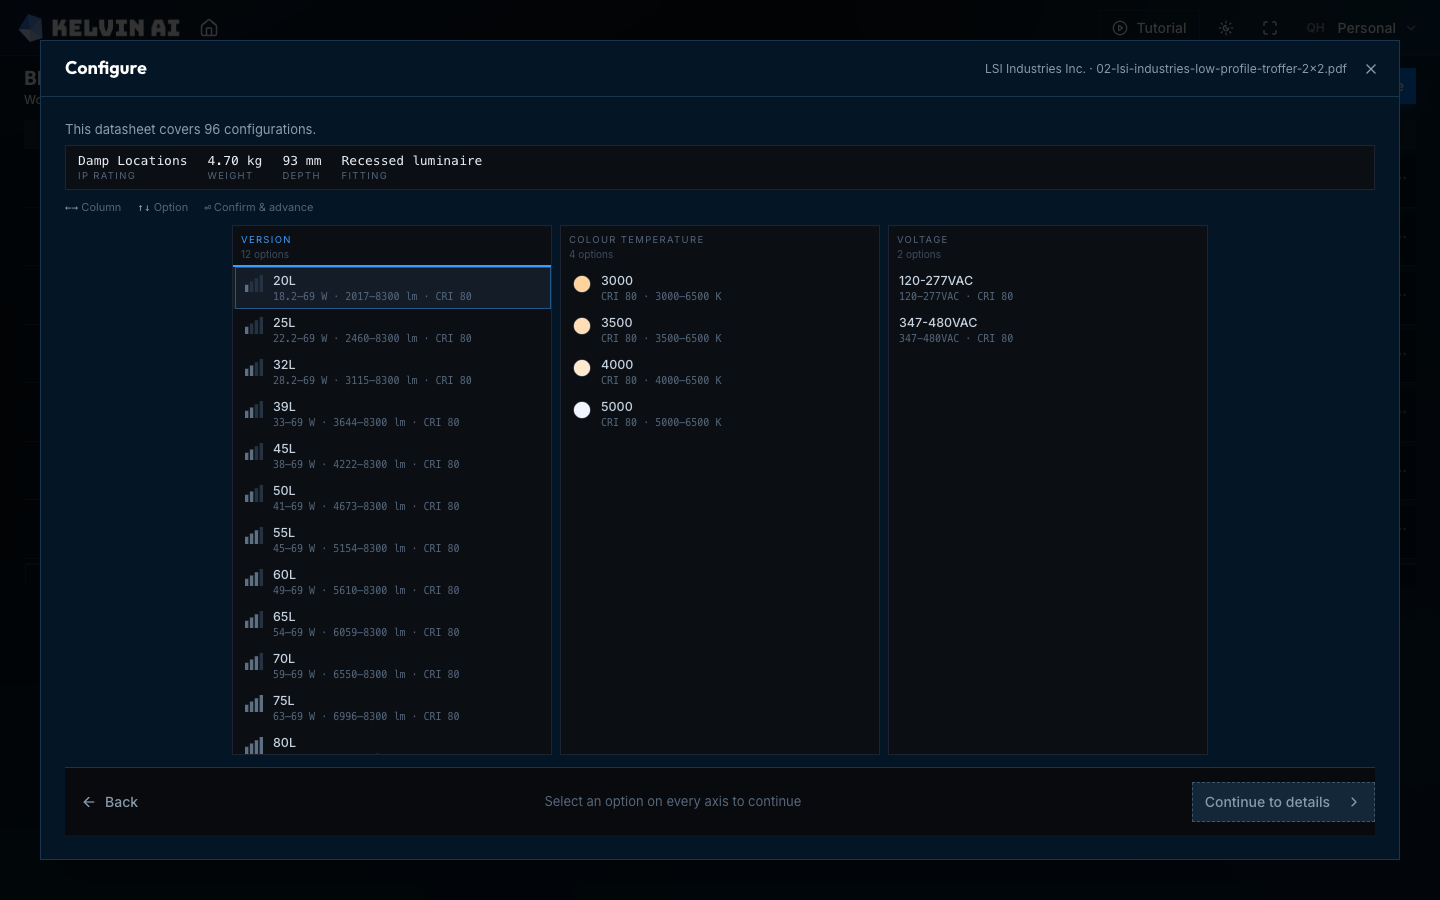 KELVIN AI
Tutorial
QH Personal
Configure
LSI Industries Inc. · 02-lsi-industries-low-profile-troffer-2x2.pdf
This datasheet covers 96 configurations.
Damp Locations 4.70 kg 93 mm Recessed luminaire
IP RATING WEIGHT DEPTH FITTING
←→ Column ↑↓ Option ⏎ Confirm & advance
VERSION
12 options
20L
18.2–69 W · 2017–8300 lm · CRI 80
25L
22.2–69 W · 2460–8300 lm · CRI 80
32L
28.2–69 W · 3115–8300 lm · CRI 80
39L
33–69 W · 3644–8300 lm · CRI 80
45L
38–69 W · 4222–8300 lm · CRI 80
50L
41–69 W · 4673–8300 lm · CRI 80
55L
45–69 W · 5154–8300 lm · CRI 80
60L
49–69 W · 5610–8300 lm · CRI 80
65L
54–69 W · 6059–8300 lm · CRI 80
70L
59–69 W · 6550–8300 lm · CRI 80
75L
63–69 W · 6996–8300 lm · CRI 80
80L
COLOUR TEMPERATURE
4 options
3000
CRI 80 · 3000–6500 K
3500
CRI 80 · 3500–6500 K
4000
CRI 80 · 4000–6500 K
5000
CRI 80 · 5000–6500 K
VOLTAGE
2 options
120-277VAC
120–277VAC · CRI 80
347-480VAC
347–480VAC · CRI 80
← Back
Select an option on every axis to continue
Continue to details